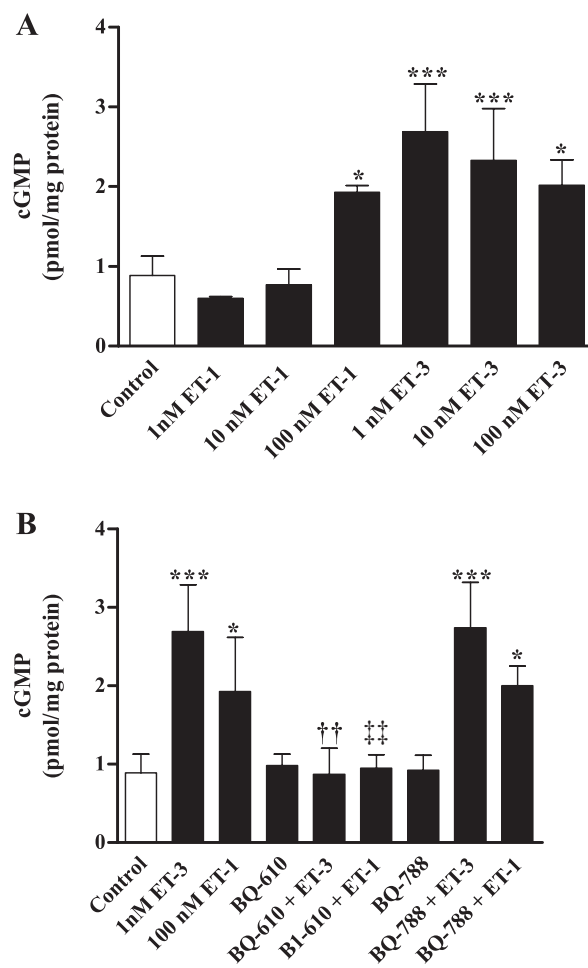 A
4
3
2
1
0
cGMP
(pmol/mg protein)
*** 
***
*
*
Control
1nM ET-1
10 nM ET-1
100 nM ET-1
1 nM ET-3
10 nM ET-3
100 nM ET-3
B
4
3
2
1
0
cGMP
(pmol/mg protein)
***
*
††
‡‡
***
*
Control
1nM ET-3
100 nM ET-1
BQ-610
BQ-610 + ET-3
B1-610 + ET-1
BQ-788
BQ-788 + ET-3
BQ-788 + ET-1